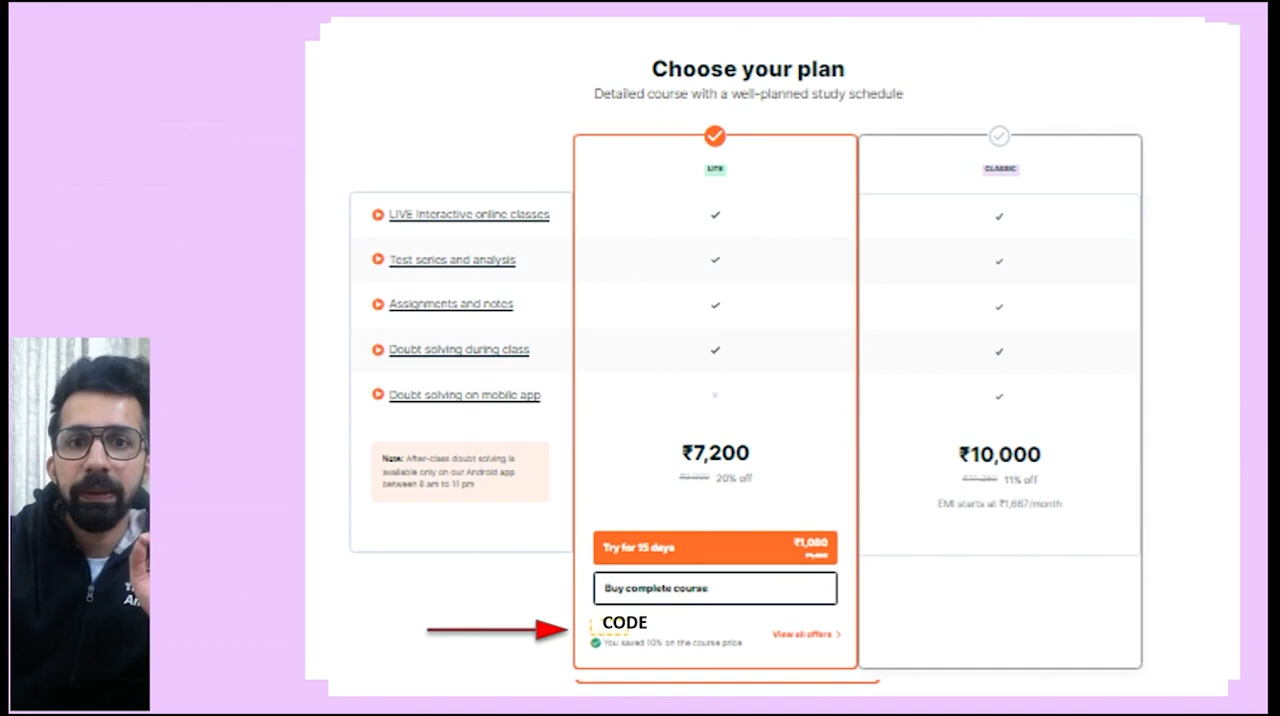 Choose your plan
Detailed course with a well-planned study schedule
LITE
CLASSIC
LIVE Interactive online classes
Test series and analysis
Assignments and notes
Doubt solving during class
Doubt solving on mobile app
Note: After-class doubt solving is
available only on our Android app
between 8 am to 11 pm
₹7,200
20% off
₹10,000
11% off
EMI starts at ₹1,667/month
Try for 15 days
₹1,080
Buy complete course
CODE
You saved 10% on the course price
View all offers